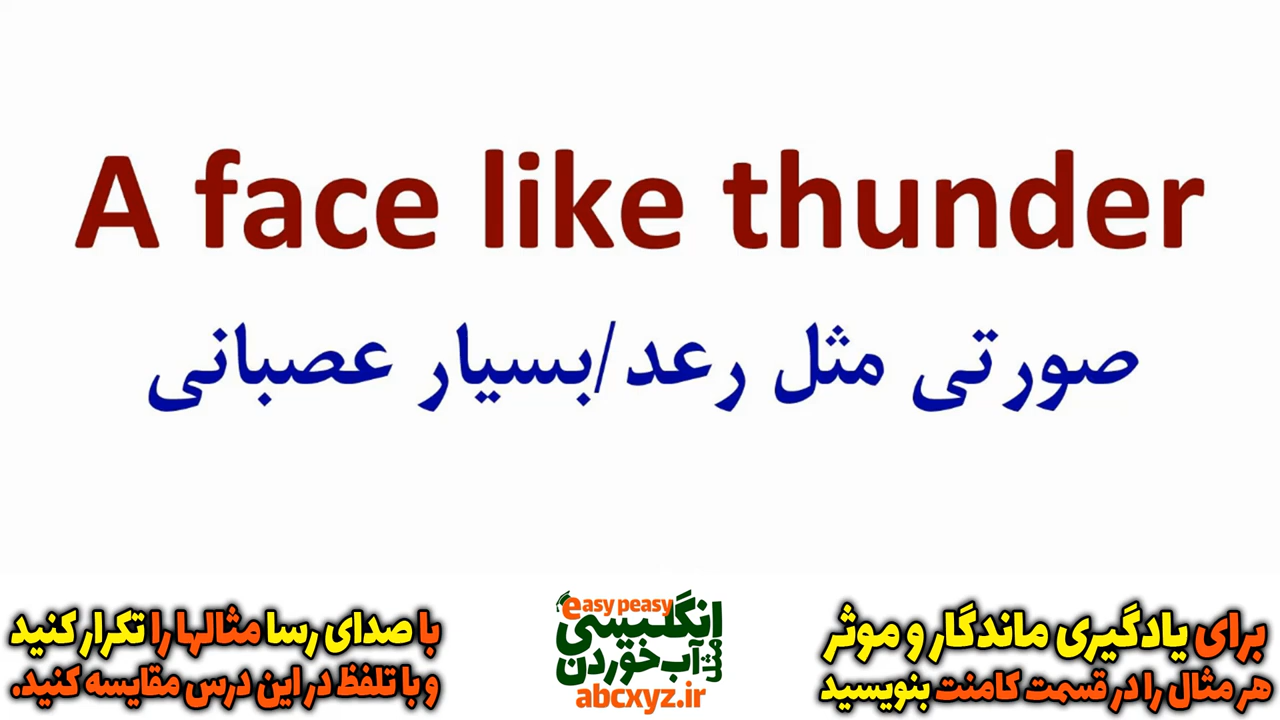 A face like thunder
صورتی مثل رعد/بسیار عصبانی
برای یادگیری ماندگار و موثر
هر مثال را در قسمت کامنت بنویسید
easy peasy
انگلیسی
مثل
آب خوردن
abcxyz.ir
با صدای رسا مثالها را تکرار کنید
و با تلفظ در این درس مقایسه کنید.